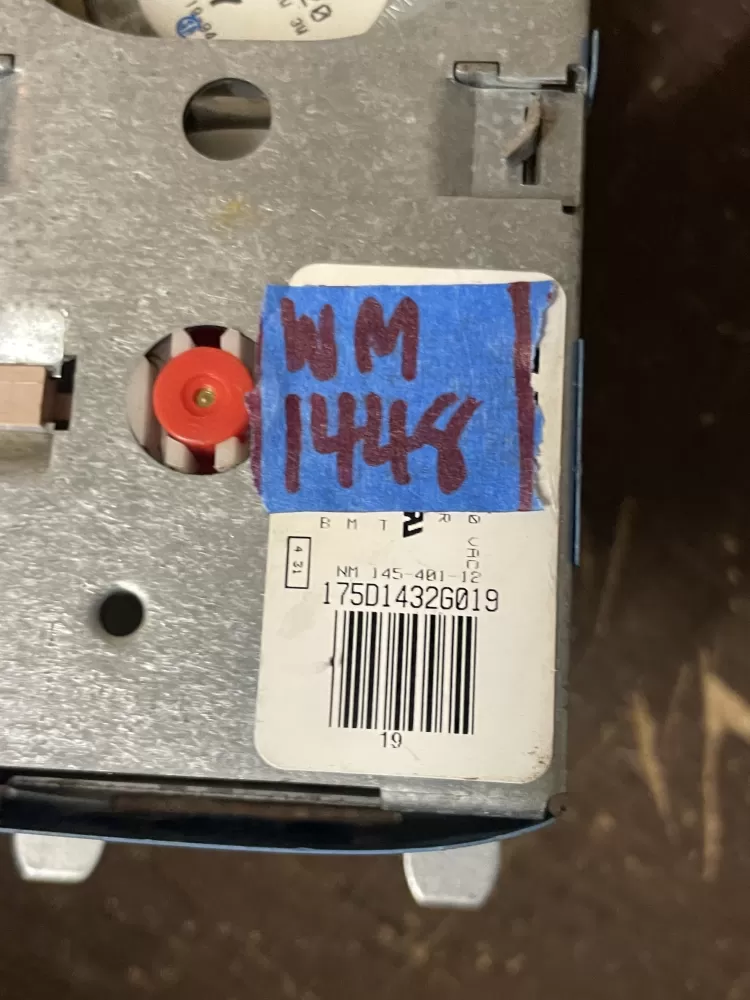 WM
1448
B M T
R
VAC
4 31
NM 145-401-12
175D1432G019
19